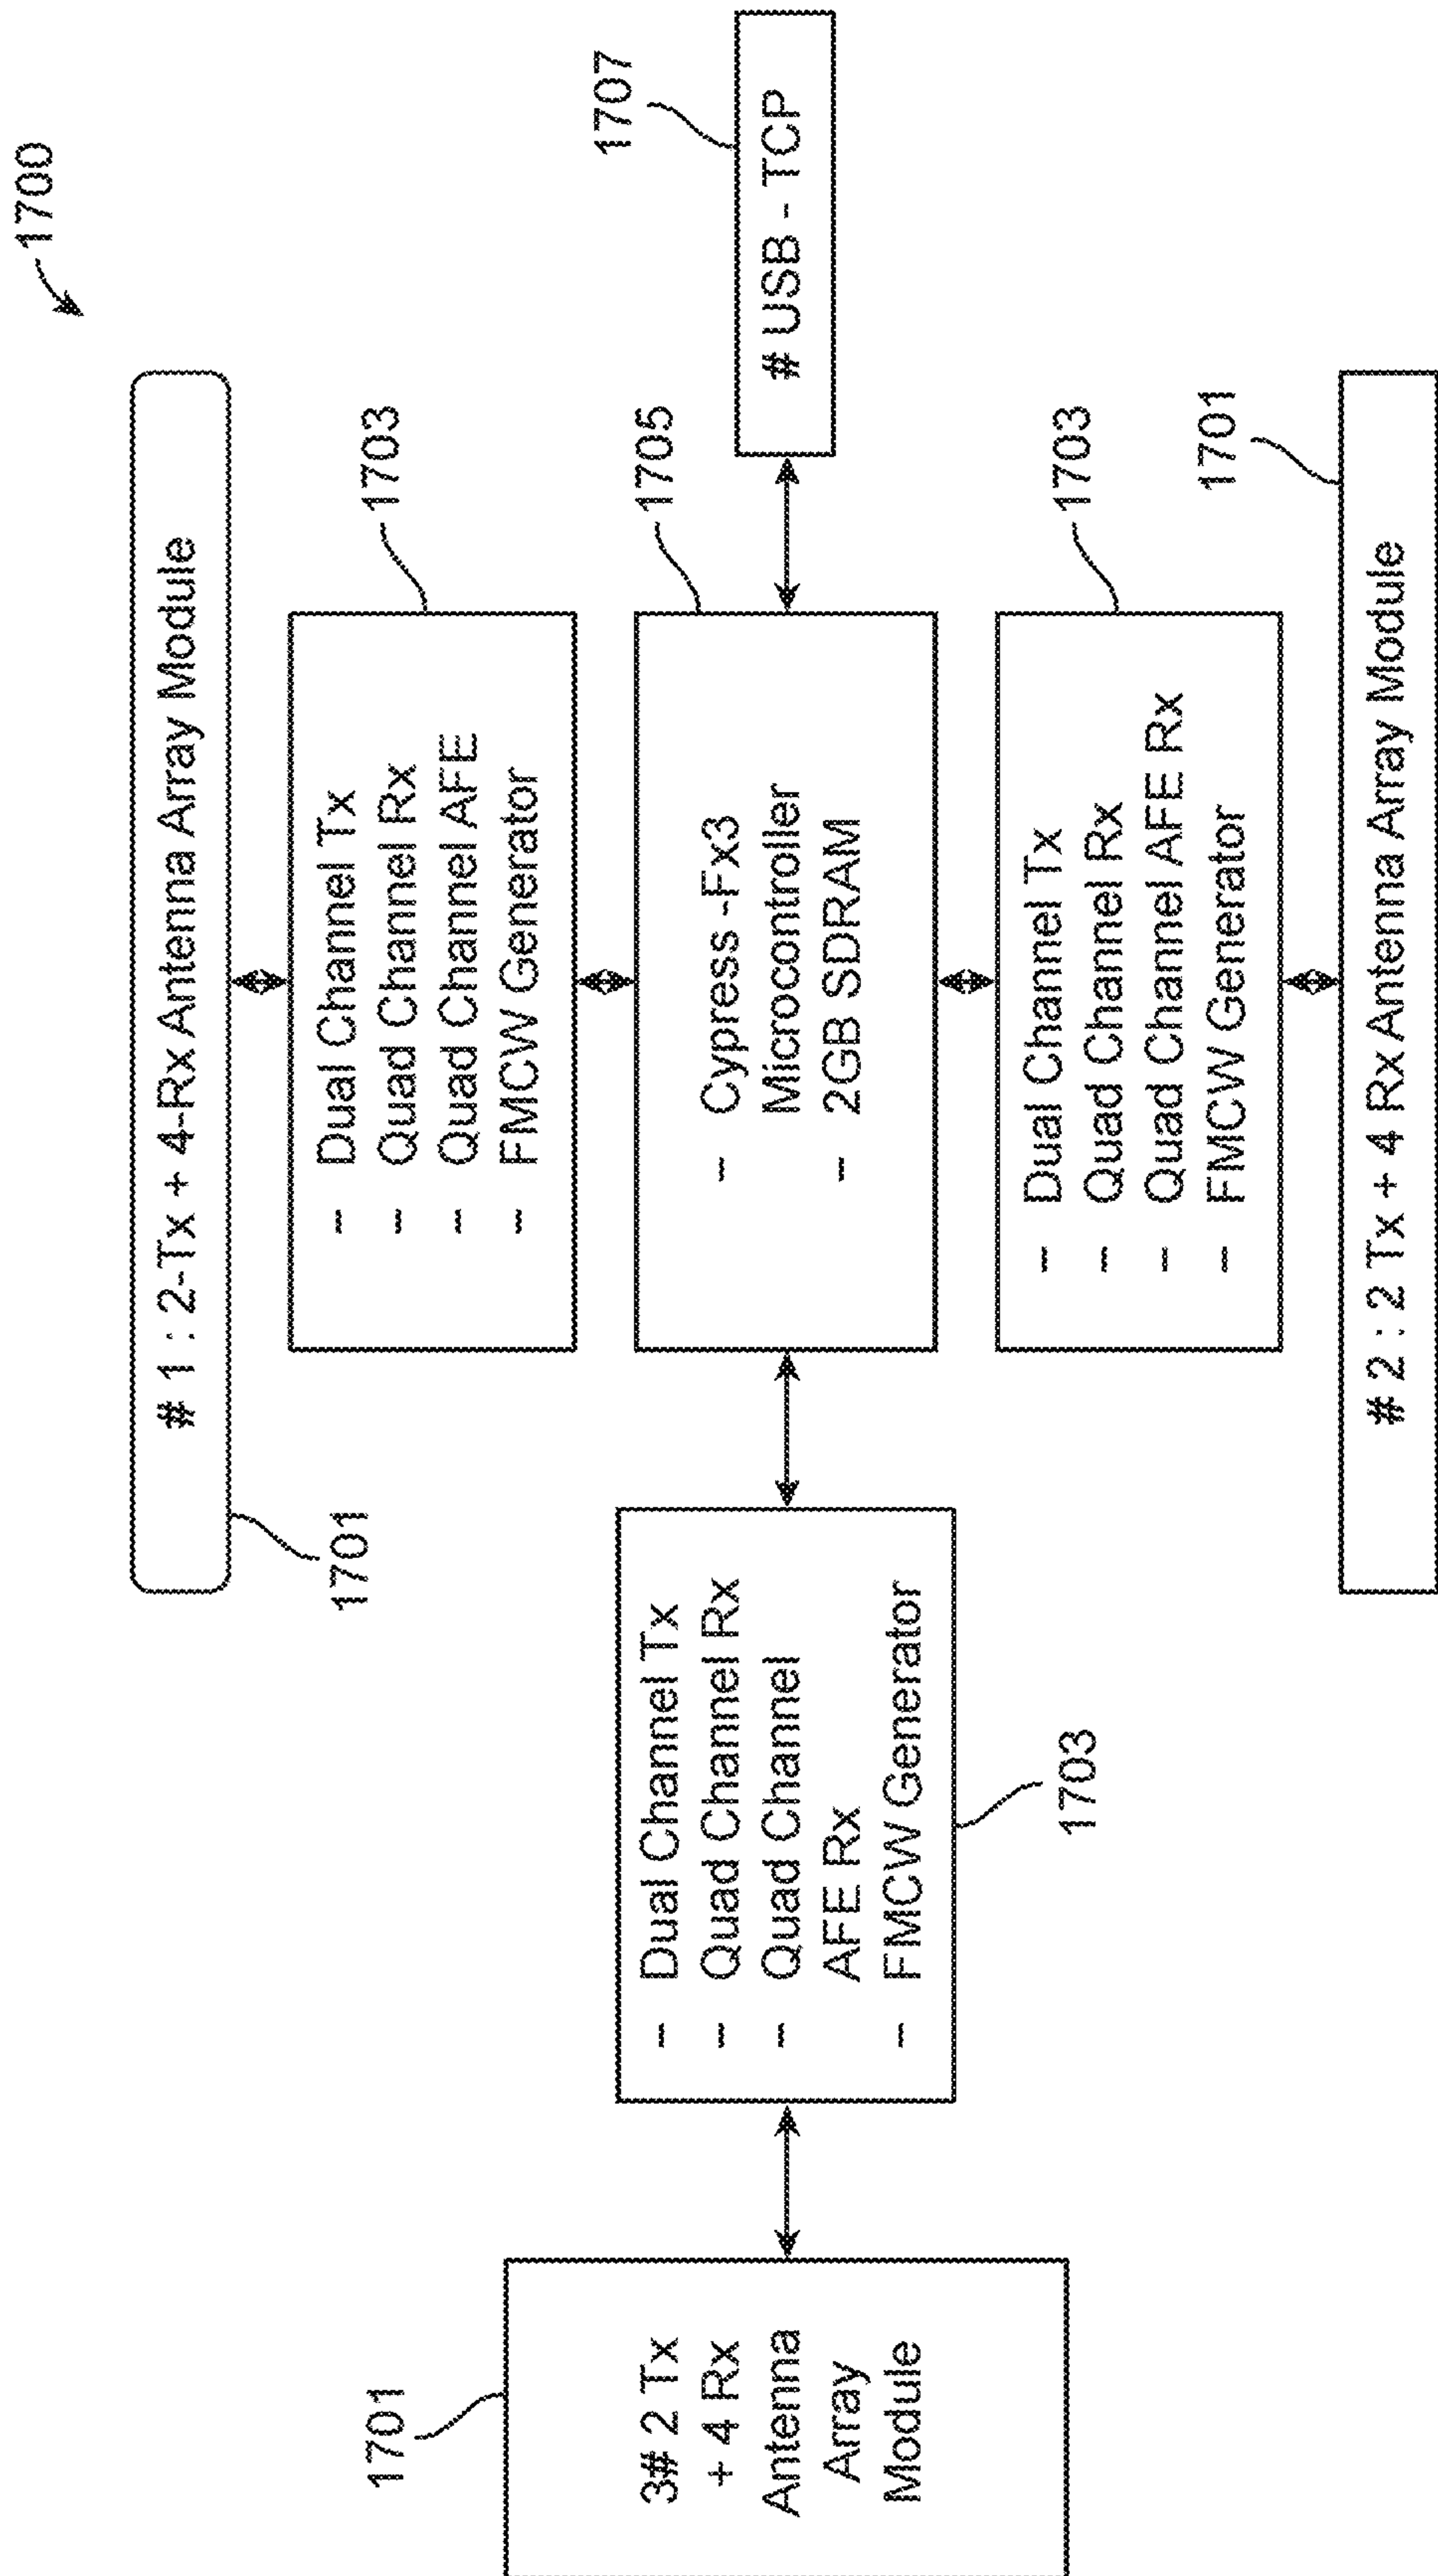 1700
# 1 : 2-Tx + 4-Rx Antenna Array Module
1701
1703
– Dual Channel Tx
– Quad Channel Rx
– Quad Channel AFE
– FMCW Generator
1701
3# 2 Tx
+ 4 Rx
Antenna
Array
Module
– Dual Channel Tx
– Quad Channel Rx
– Quad Channel
AFE Rx
– FMCW Generator
1703
1705
– Cypress -Fx3
Microcontroller
– 2GB SDRAM
1707
# USB - TCP
1703
– Dual Channel Tx
– Quad Channel Rx
– Quad Channel AFE Rx
– FMCW Generator
1701
# 2 : 2 Tx + 4 Rx Antenna Array Module